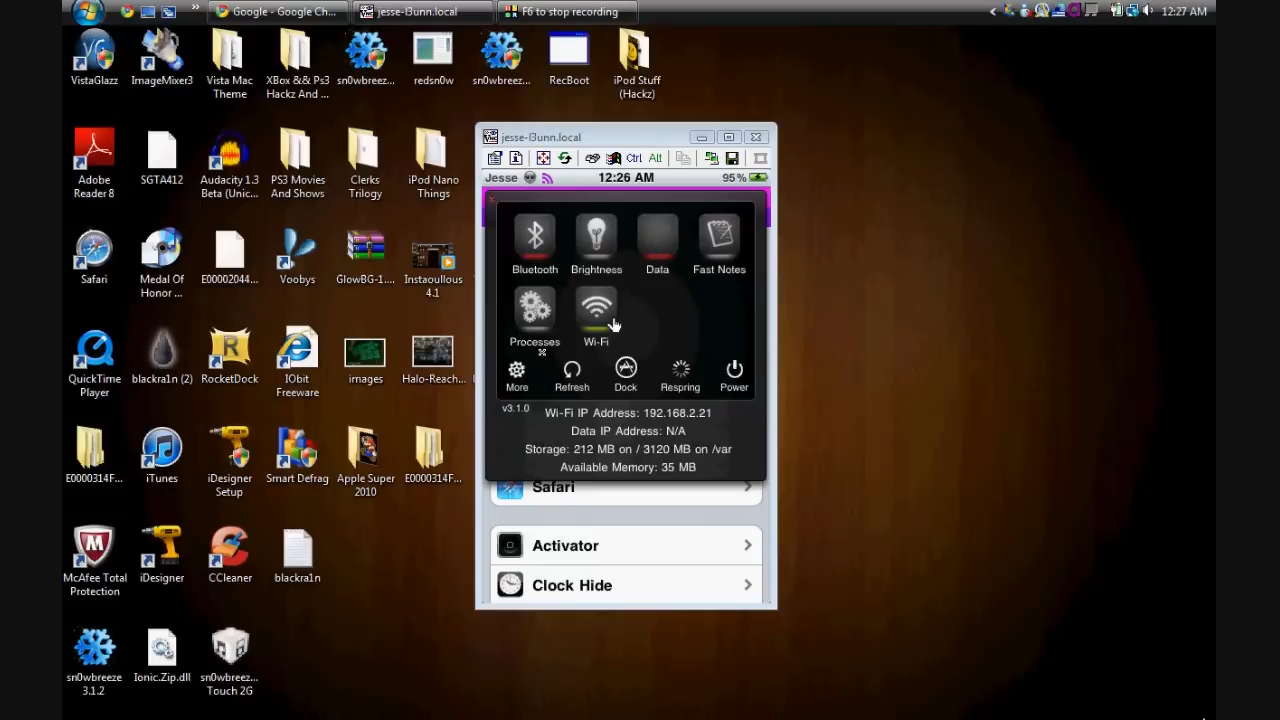 Google - Google Ch...
jesse-l3unn.local
F6 to stop recording
12:27 AM
VistaGlazz
ImageMixer3
Vista Mac
Theme
XBox && Ps3
Hackz And ...
sn0wbreez...
redsn0w
sn0wbreez...
RecBoot
iPod Stuff
(Hackz)
Adobe
Reader 8
SGTA412
Audacity 1.3
Beta (Unic...
PS3 Movies
And Shows
Clerks
Trilogy
iPod Nano
Things
Safari
Medal Of
Honor ...
E00002044...
Voobys
GlowBG-1....
Instaoullous
4.1
QuickTime
Player
blackra1n (2)
RocketDock
IObit
Freeware
images
Halo-Reach...
E0000314F...
iTunes
iDesigner
Setup
Smart Defrag
Apple Super
2010
E0000314F...
McAfee Total
Protection
iDesigner
CCleaner
blackra1n
sn0wbreeze
3.1.2
Ionic.Zip.dll
sn0wbreez...
Touch 2G
jesse-l3unn.local
Ctrl Alt
Jesse
12:26 AM
95%
Bluetooth
Brightness
Data
Fast Notes
Processes
Wi-Fi
More
Refresh
Dock
Respring
Power
v3.1.0
Wi-Fi IP Address: 192.168.2.21
Data IP Address: N/A
Storage: 212 MB on / 3120 MB on /var
Available Memory: 35 MB
Safari
Activator
Clock Hide